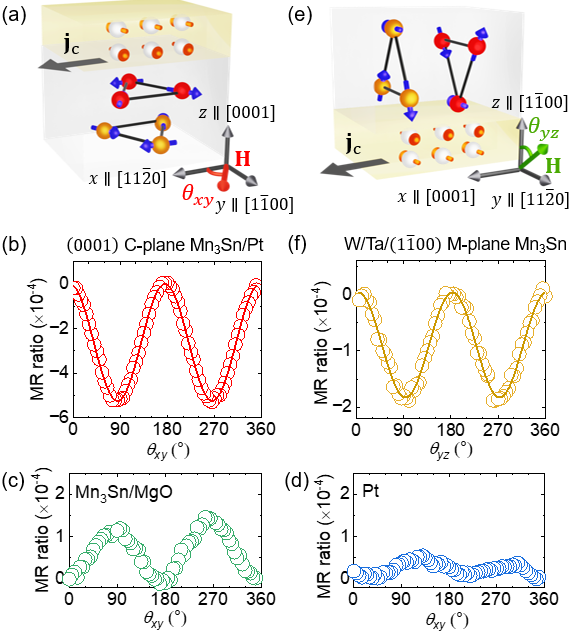 (a)
j_c
z ∥ [0001]
H
x ∥ [112̄0]
θ_xy
y ∥ [11̄00]
(e)
j_c
z ∥ [11̄00]
θ_yz
H
x ∥ [0001]
y ∥ [112̄0]
(b)
(0001) C-plane Mn₃Sn/Pt
MR ratio (×10⁻⁴)
0
−2
−4
−6
0 90 180 270 360
θ_xy (°)
(f)
W/Ta/(11̄00) M-plane Mn₃Sn
MR ratio (×10⁻⁴)
0
−1
−2
0 90 180 270 360
θ_yz (°)
(c)
Mn₃Sn/MgO
MR ratio (×10⁻⁴)
2
1
0
0 90 180 270 360
θ_xy (°)
(d)
Pt
MR ratio (×10⁻⁴)
2
1
0
0 90 180 270 360
θ_xy (°)